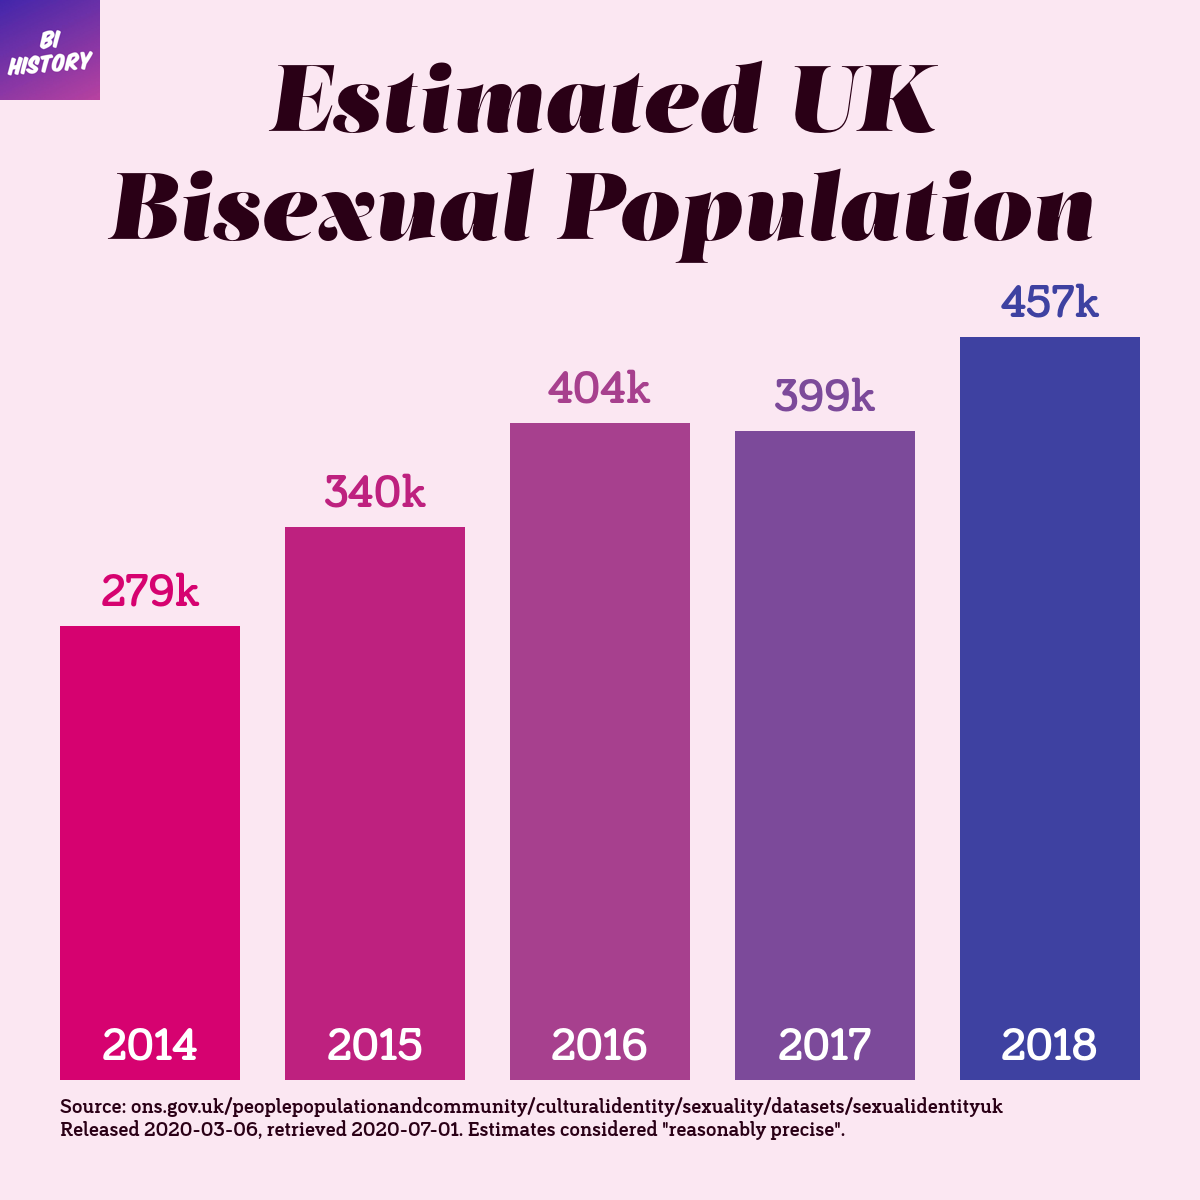 BI
HISTORY
Estimated UK
Bisexual Population
279k
340k
404k
399k
457k
2014
2015
2016
2017
2018
Source: ons.gov.uk/peoplepopulationandcommunity/culturalidentity/sexuality/datasets/sexualidentityuk
Released 2020-03-06, retrieved 2020-07-01. Estimates considered "reasonably precise".